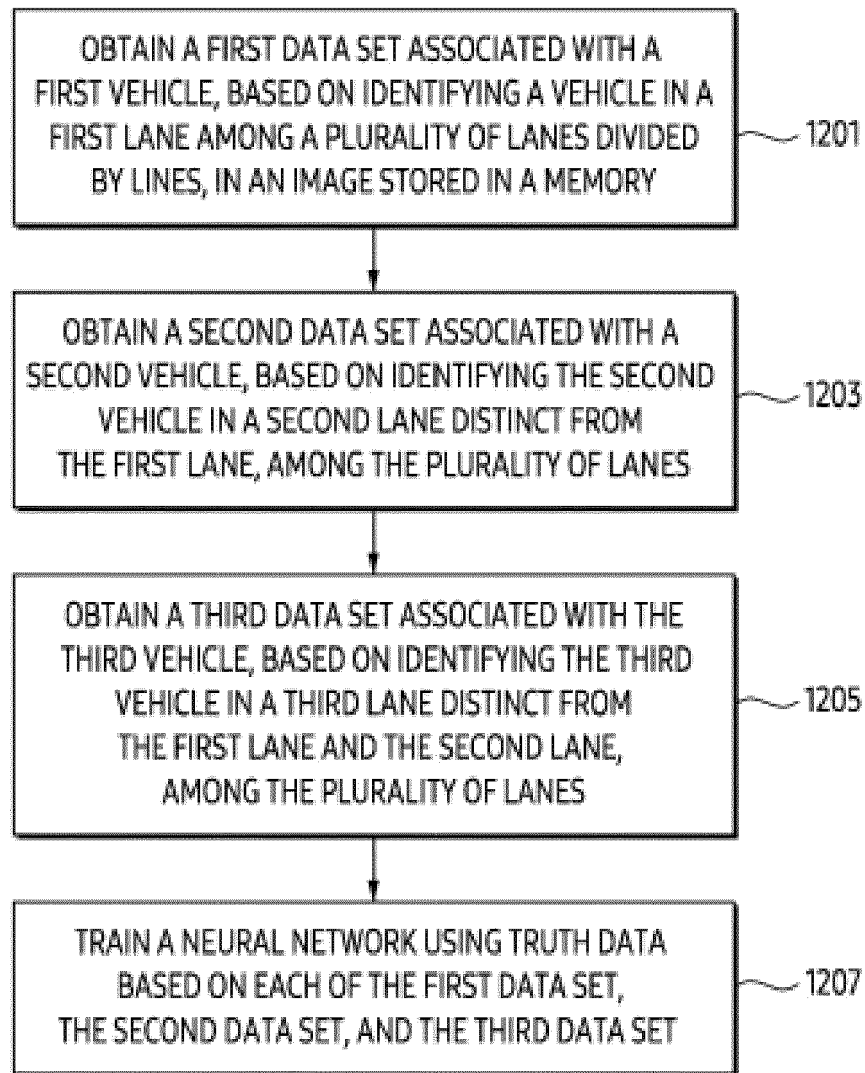 OBTAIN A FIRST DATA SET ASSOCIATED WITH A
FIRST VEHICLE, BASED ON IDENTIFYING A VEHICLE IN A
FIRST LANE AMONG A PLURALITY OF LANES DIVIDED
BY LINES, IN AN IMAGE STORED IN A MEMORY
1201
OBTAIN A SECOND DATA SET ASSOCIATED WITH A
SECOND VEHICLE, BASED ON IDENTIFYING THE SECOND
VEHICLE IN A SECOND LANE DISTINCT FROM
THE FIRST LANE, AMONG THE PLURALITY OF LANES
1203
OBTAIN A THIRD DATA SET ASSOCIATED WITH THE
THIRD VEHICLE, BASED ON IDENTIFYING THE THIRD
VEHICLE IN A THIRD LANE DISTINCT FROM
THE FIRST LANE AND THE SECOND LANE,
AMONG THE PLURALITY OF LANES
1205
TRAIN A NEURAL NETWORK USING TRUTH DATA
BASED ON EACH OF THE FIRST DATA SET,
THE SECOND DATA SET, AND THE THIRD DATA SET
1207